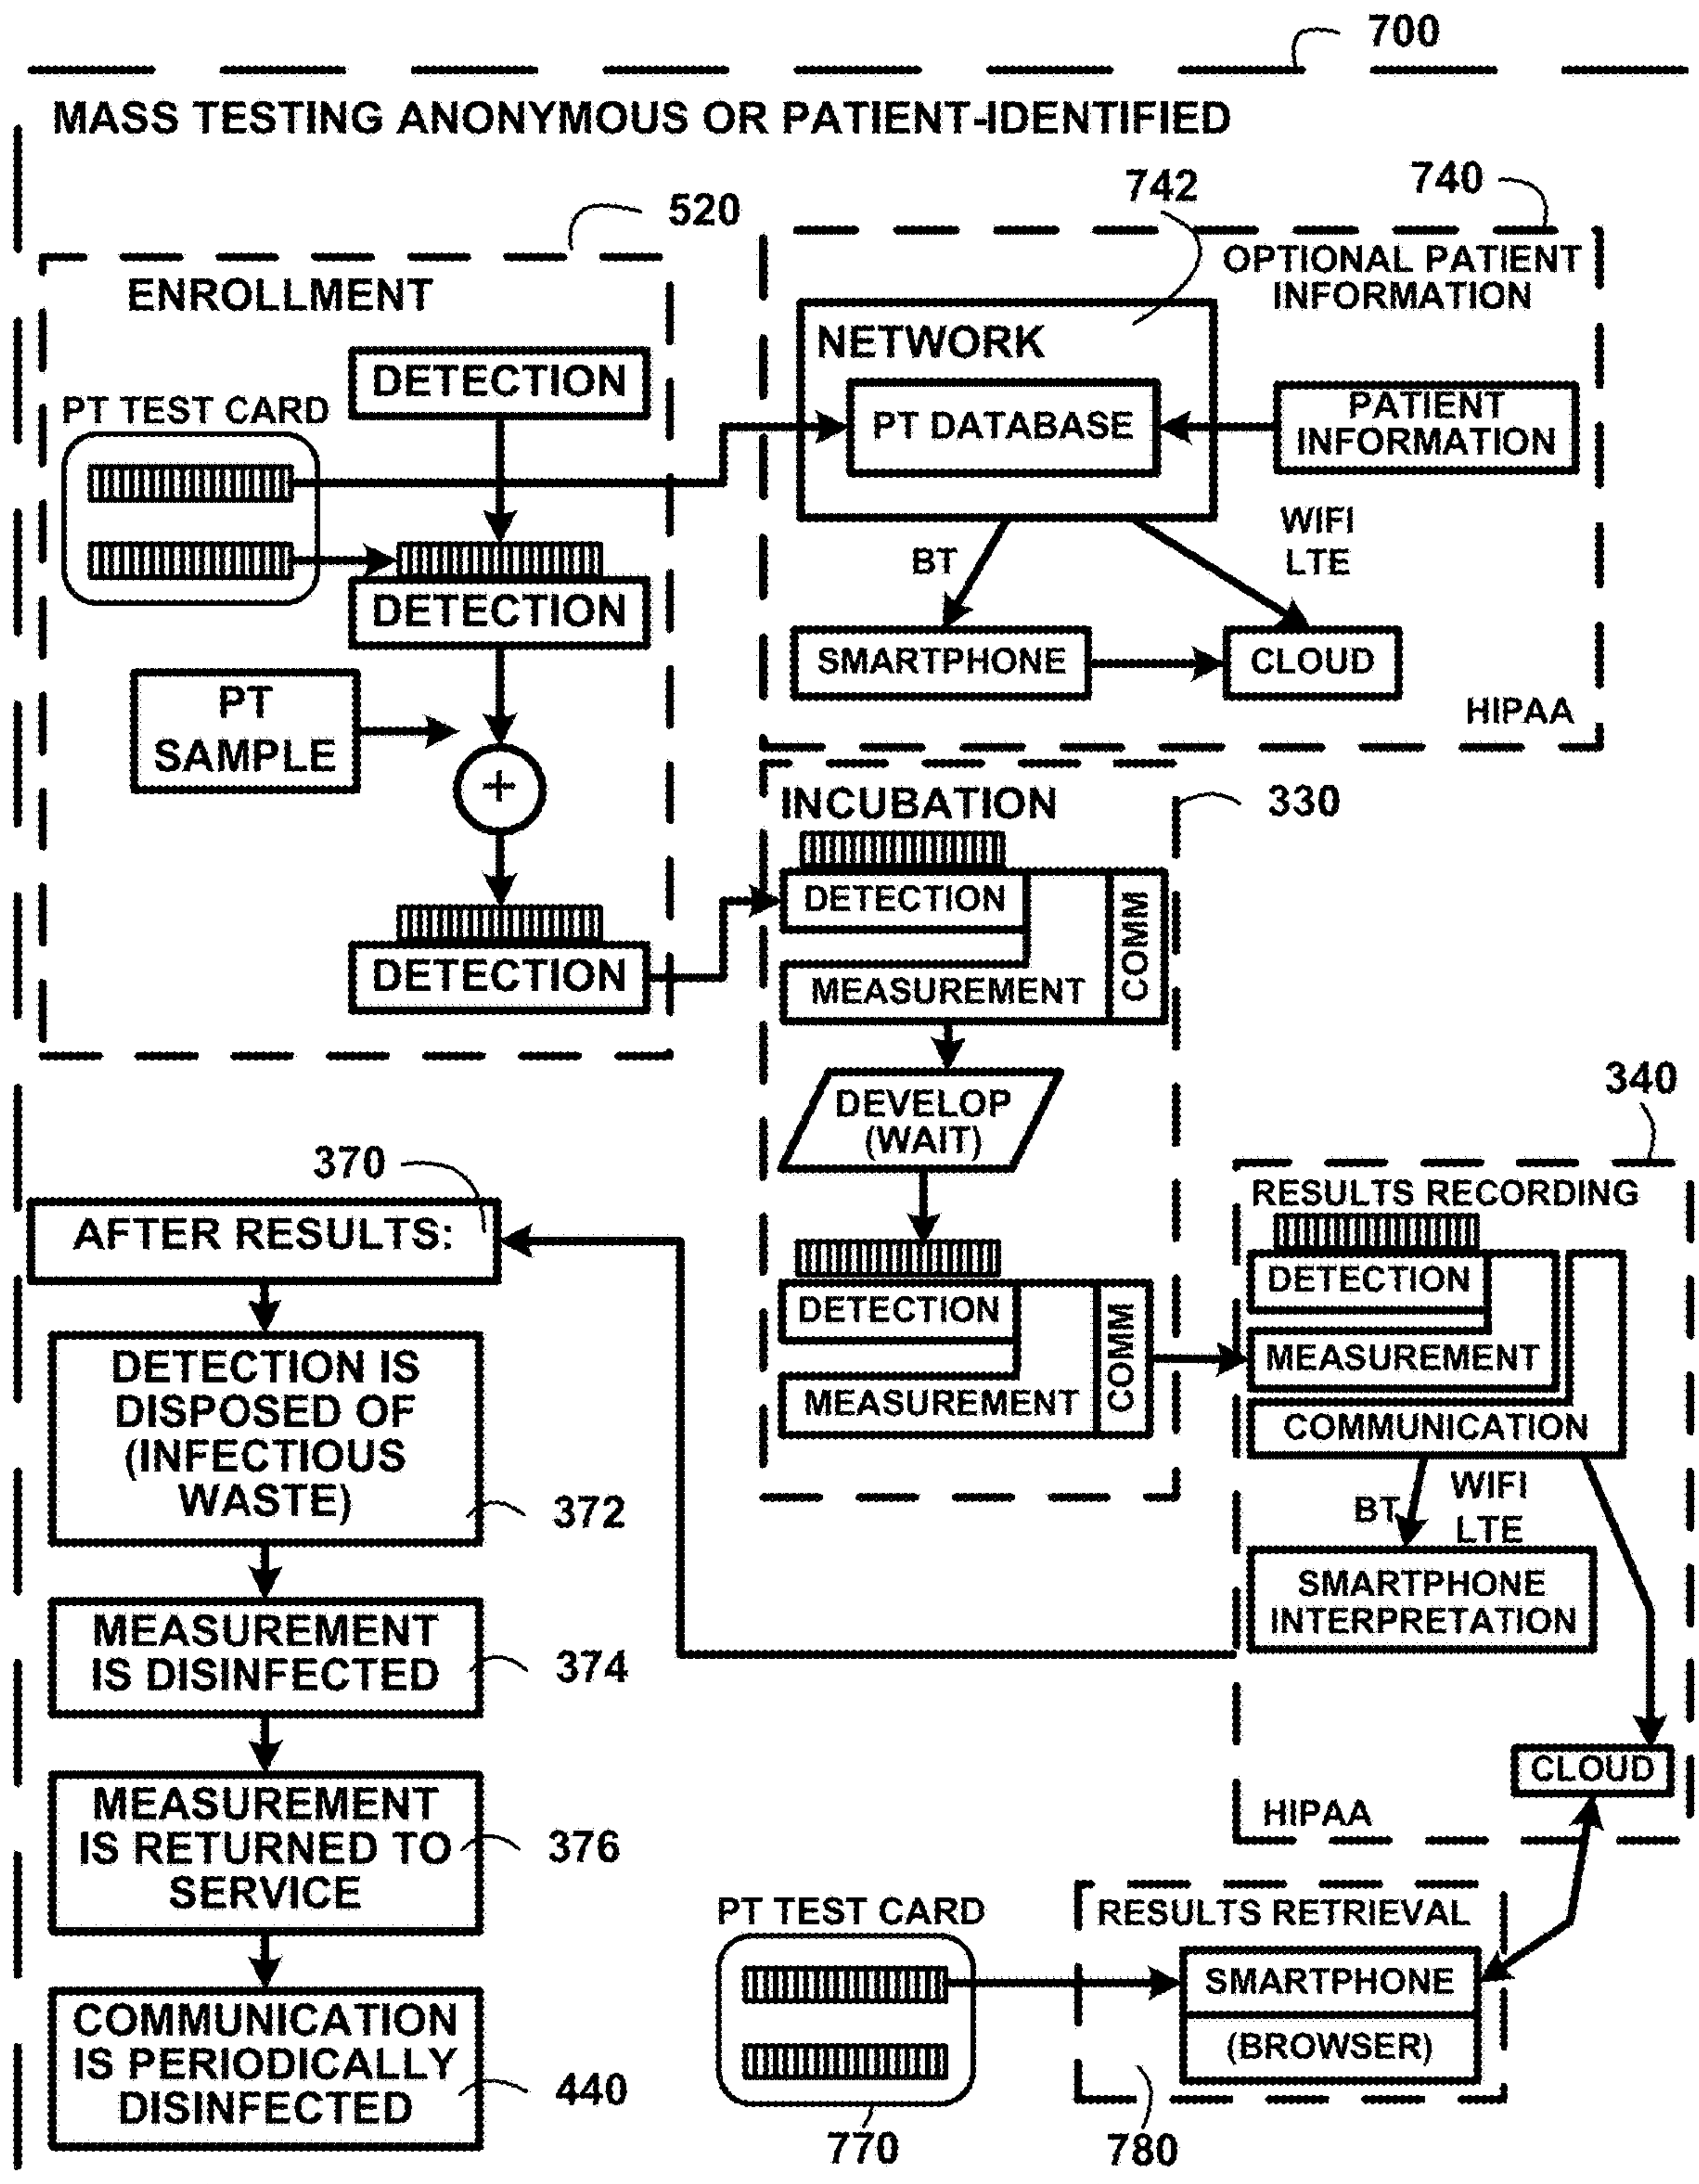 700
MASS TESTING ANONYMOUS OR PATIENT-IDENTIFIED
520
ENROLLMENT
DETECTION
PT TEST CARD
DETECTION
PT
SAMPLE
+
DETECTION
742
740
OPTIONAL PATIENT
INFORMATION
NETWORK
PT DATABASE
PATIENT
INFORMATION
BT
WIFI
LTE
SMARTPHONE
CLOUD
HIPAA
330
INCUBATION
DETECTION
MEASUREMENT
COMM
DEVELOP
(WAIT)
DETECTION
MEASUREMENT
COMM
340
RESULTS RECORDING
DETECTION
MEASUREMENT
COMMUNICATION
BT
WIFI
LTE
SMARTPHONE
INTERPRETATION
CLOUD
HIPAA
370
AFTER RESULTS:
DETECTION IS
DISPOSED OF
(INFECTIOUS
WASTE)
372
MEASUREMENT
IS DISINFECTED
374
MEASUREMENT
IS RETURNED TO
SERVICE
376
COMMUNICATION
IS PERIODICALLY
DISINFECTED
440
PT TEST CARD
770
RESULTS RETRIEVAL
SMARTPHONE
(BROWSER)
780